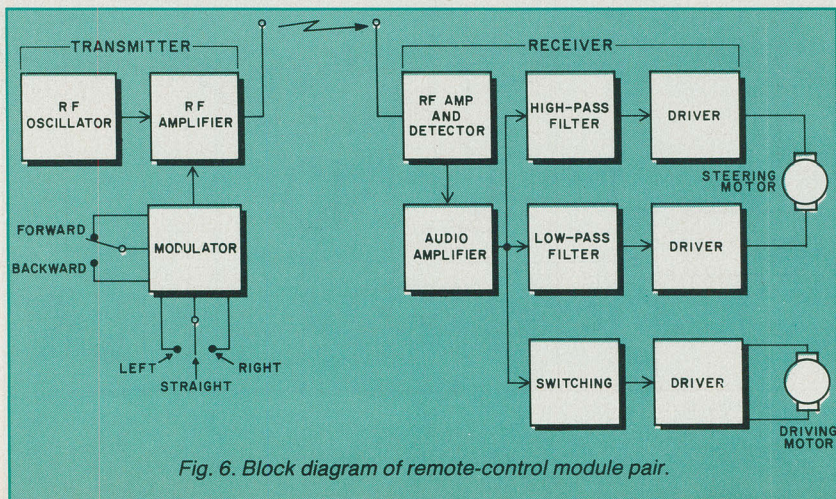 TRANSMITTER
RECEIVER
RF
OSCILLATOR
RF
AMPLIFIER
RF AMP
AND
DETECTOR
HIGH-PASS
FILTER
DRIVER
STEERING
MOTOR
FORWARD
BACKWARD
MODULATOR
AUDIO
AMPLIFIER
LOW-PASS
FILTER
DRIVER
LEFT
STRAIGHT
RIGHT
SWITCHING
DRIVER
DRIVING
MOTOR
Fig. 6. Block diagram of remote-control module pair.